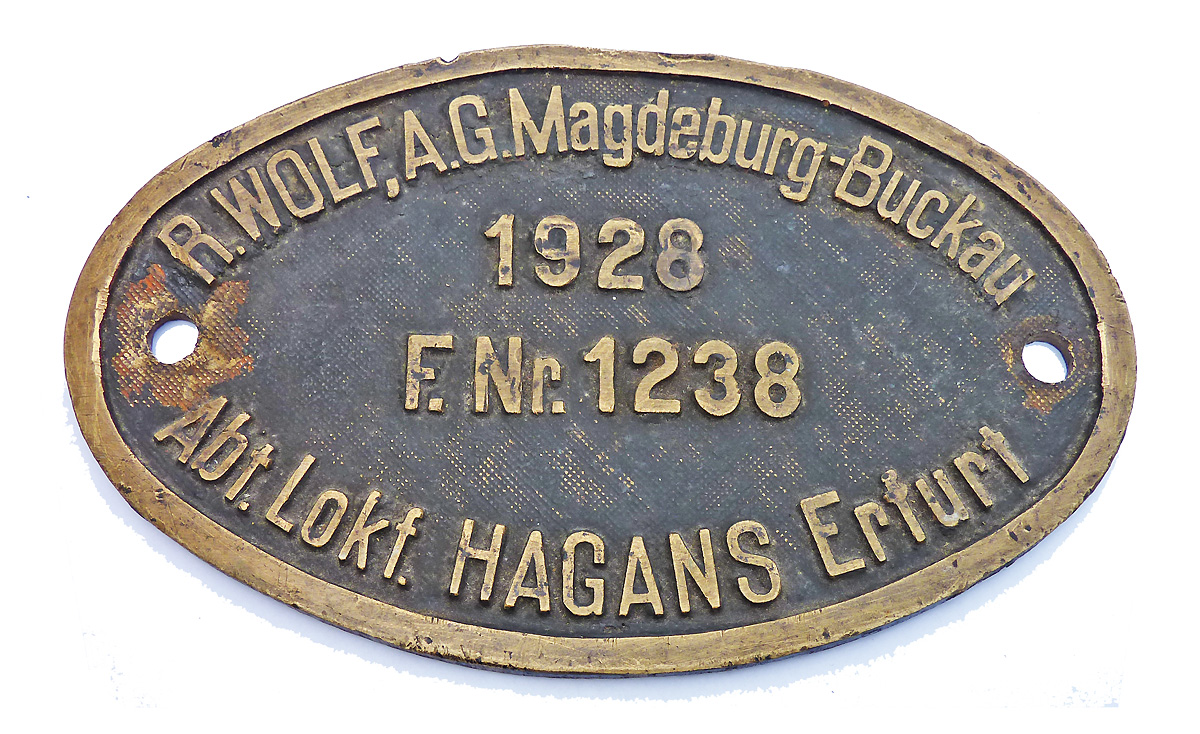 R.WOLF,A.G.Magdeburg-Buckau
1928
F. Nr. 1238
Abt. Lokf. HAGANS Erfurt